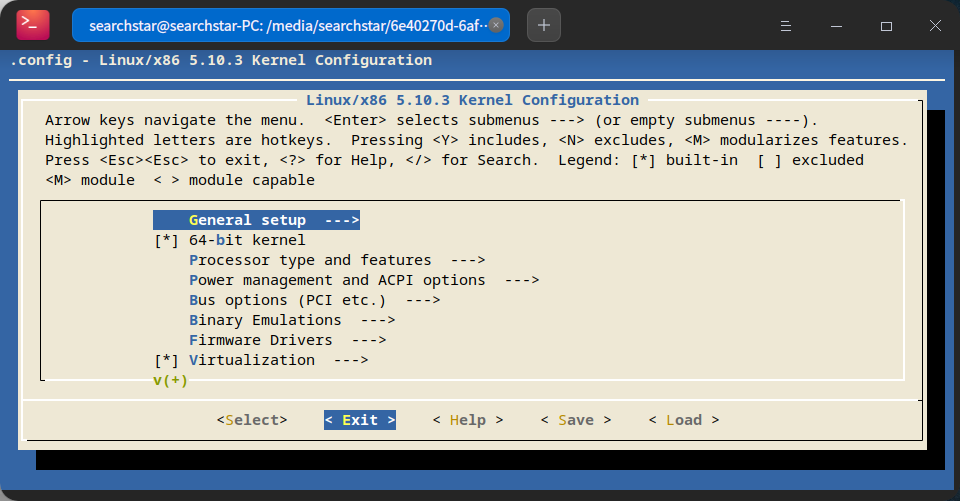 searchstar@searchstar-PC: /media/searchstar/6e40270d-6af···
.config - Linux/x86 5.10.3 Kernel Configuration
Linux/x86 5.10.3 Kernel Configuration
Arrow keys navigate the menu.  <Enter> selects submenus ---> (or empty submenus ----).
Highlighted letters are hotkeys.  Pressing <Y> includes, <N> excludes, <M> modularizes features.
Press <Esc><Esc> to exit, <?> for Help, </> for Search.  Legend: [*] built-in  [ ] excluded
<M> module  < > module capable
General setup  --->
[*] 64-bit kernel
Processor type and features  --->
Power management and ACPI options  --->
Bus options (PCI etc.)  --->
Binary Emulations  --->
Firmware Drivers  --->
[*] Virtualization  --->
v(+)
<Select>    < Exit >    < Help >    < Save >    < Load >